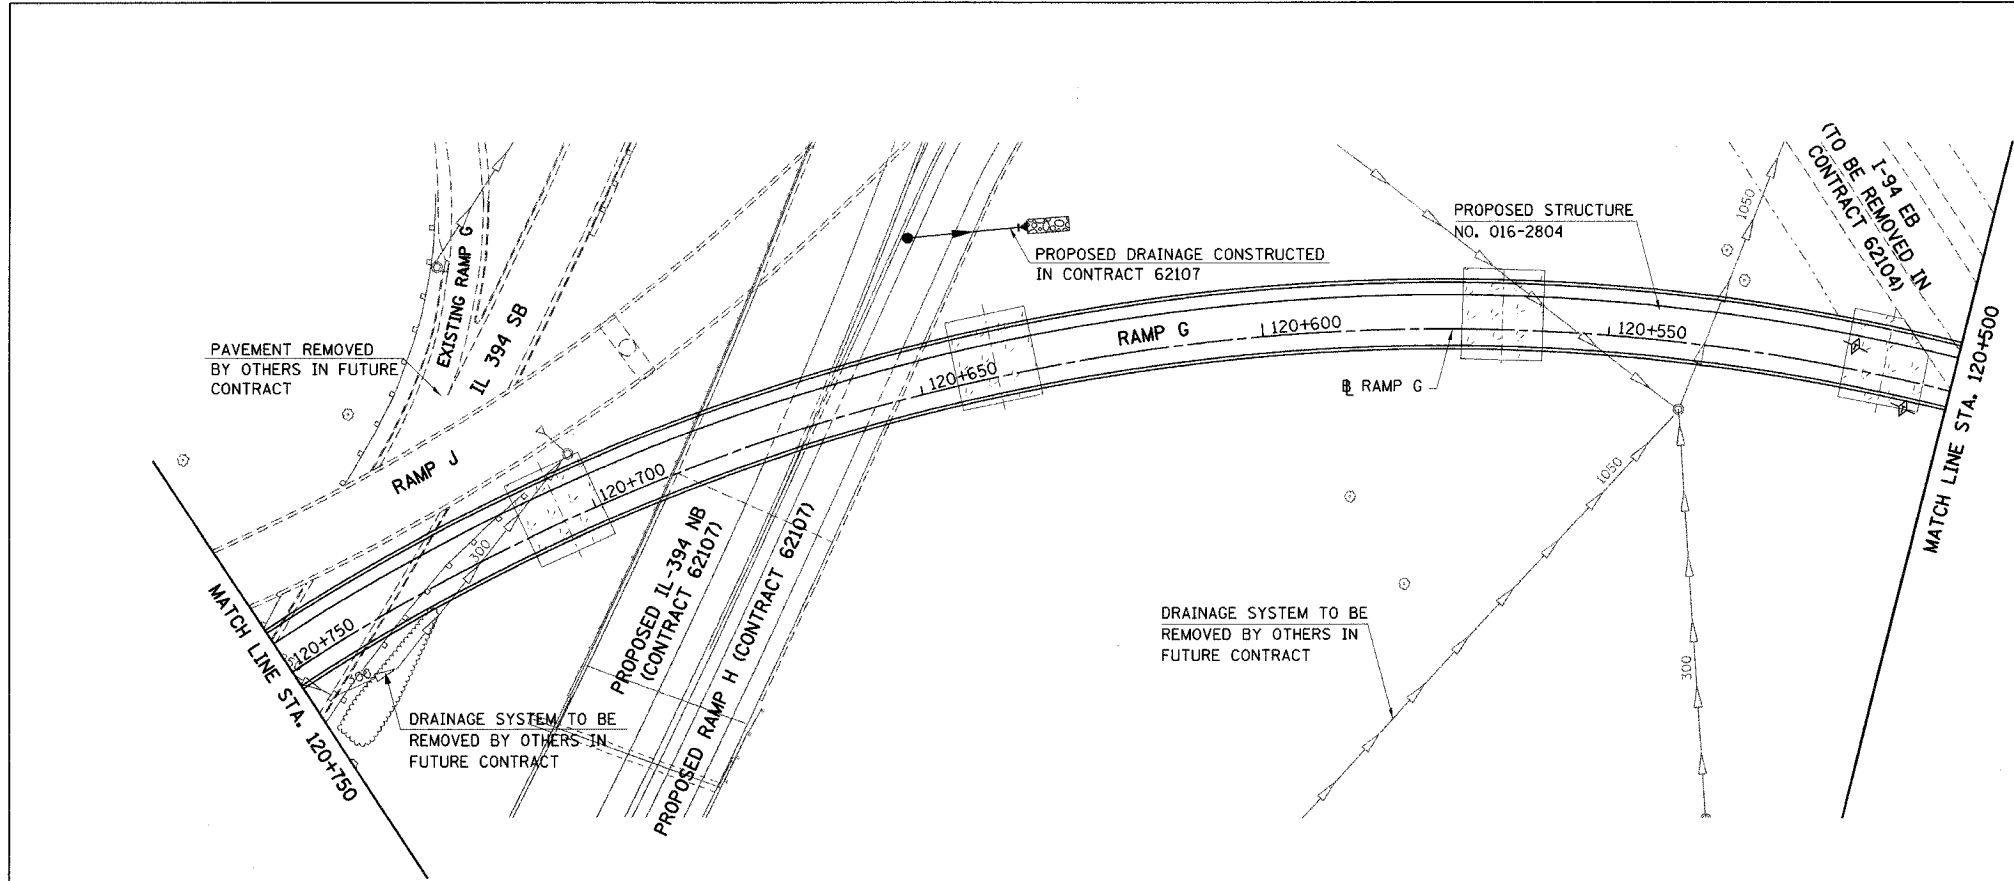 I-94 EB
(TO BE REMOVED IN
CONTRACT 62104)
1050
PROPOSED STRUCTURE
NO. 016-2804
PROPOSED DRAINAGE CONSTRUCTED
IN CONTRACT 62107
EXISTING RAMP G
IL 394 SB
PAVEMENT REMOVED
BY OTHERS IN FUTURE
CONTRACT
RAMP G
120+600
120+550
120+650
℄ RAMP G
MATCH LINE STA. 120+500
RAMP J
120+700
1050
300
PROPOSED IL-394 NB
(CONTRACT 62107)
PROPOSED RAMP H (CONTRACT 62107)
DRAINAGE SYSTEM TO BE
REMOVED BY OTHERS IN
FUTURE CONTRACT
300
120+750
300
MATCH LINE STA. 120+750
DRAINAGE SYSTEM TO BE
REMOVED BY OTHERS IN
FUTURE CONTRACT